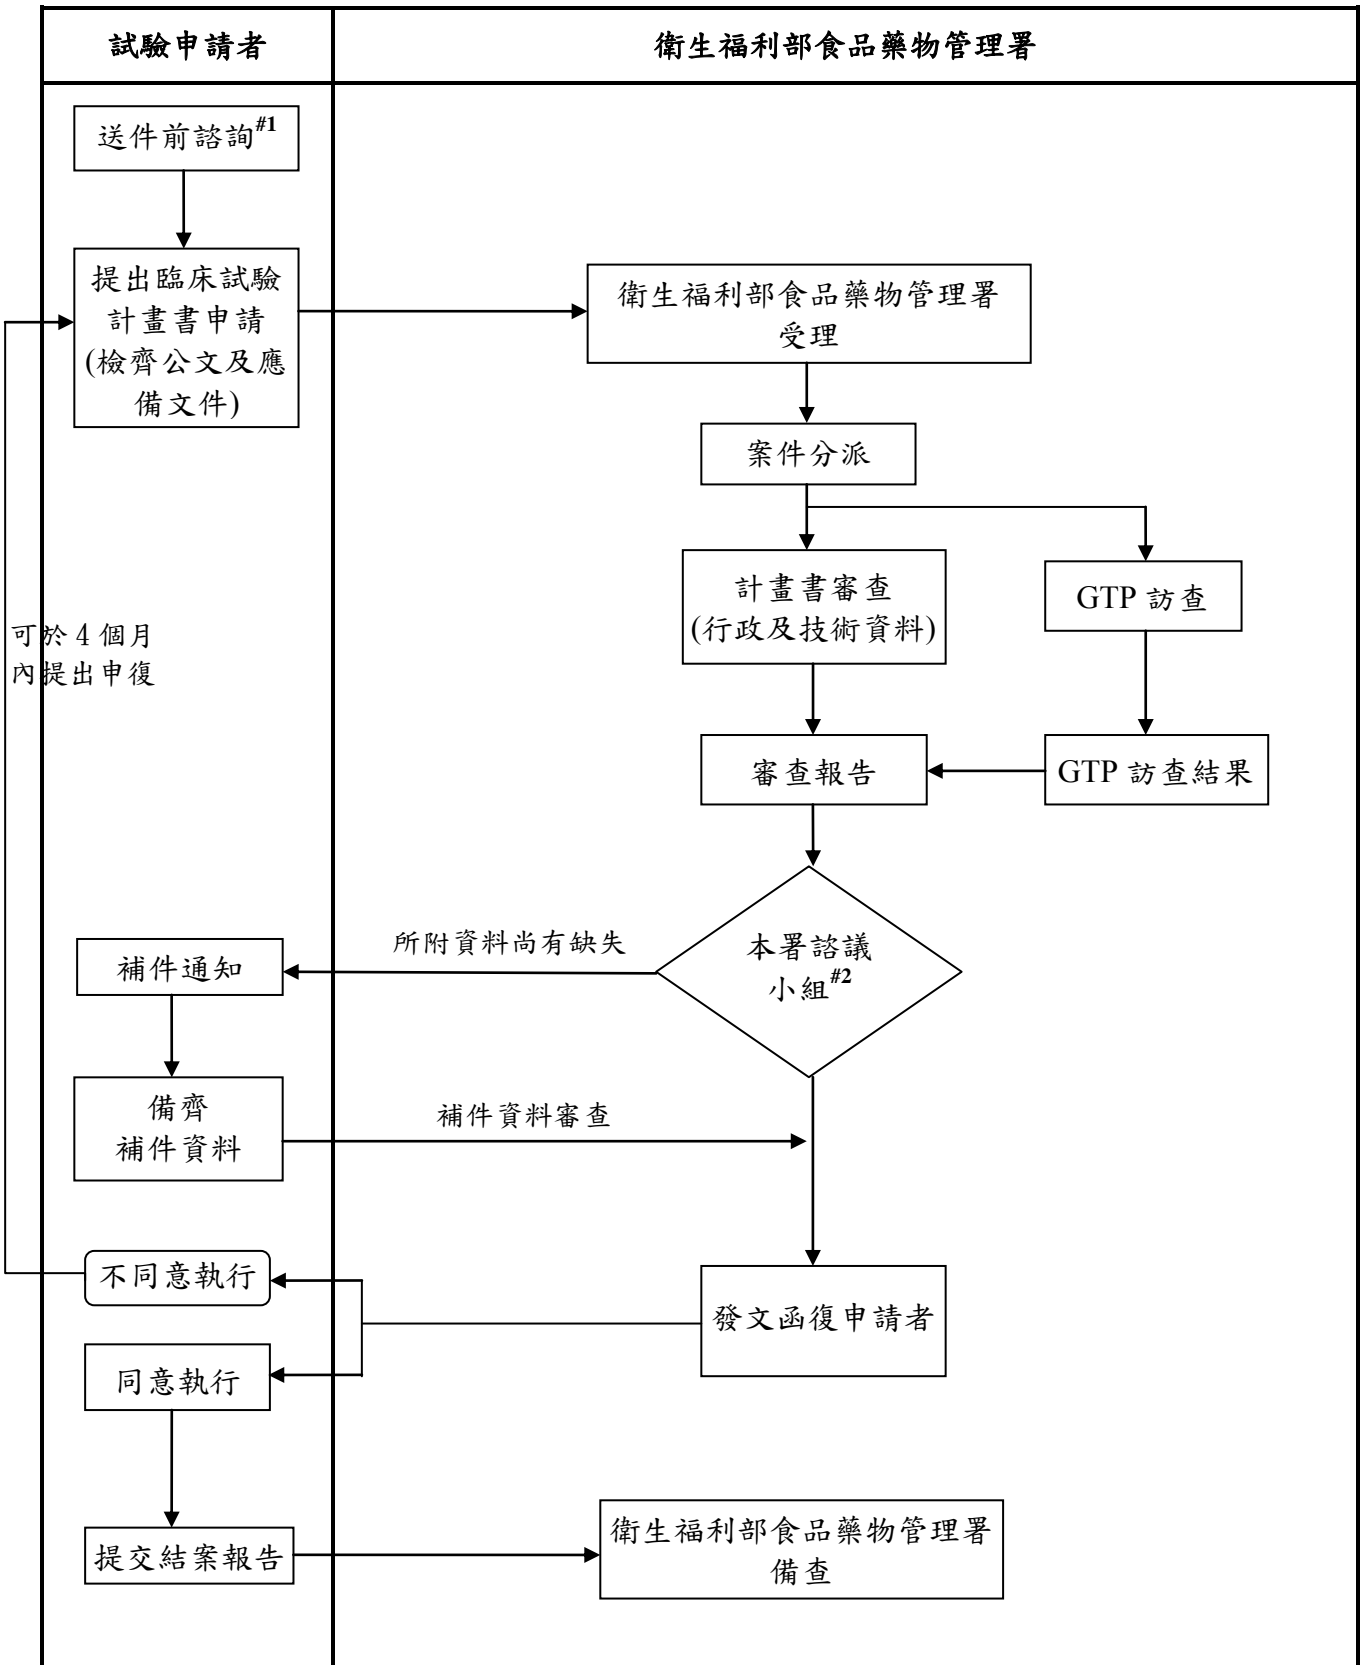 試驗申請者
衛生福利部食品藥物管理署
送件前諮詢#1
提出臨床試驗
計畫書申請
(檢齊公文及應
備文件)
衛生福利部食品藥物管理署
受理
案件分派
計畫書審查
(行政及技術資料)
GTP 訪查
可於 4 個月
內提出申復
審查報告
GTP 訪查結果
本署諮議
小組#2
所附資料尚有缺失
補件通知
備齊
補件資料
補件資料審查
不同意執行
發文函復申請者
同意執行
提交結案報告
衛生福利部食品藥物管理署
備查